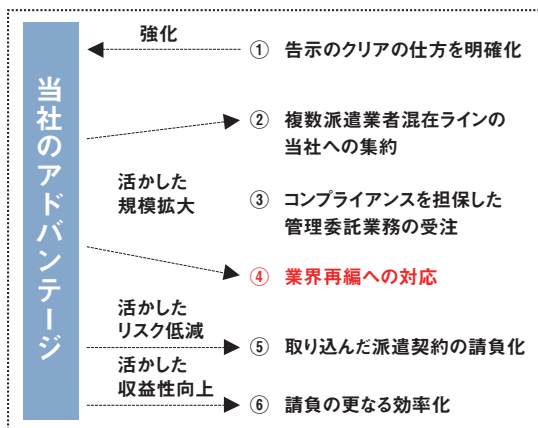 当社のアドバンテージ
強化
① 告示のクリアの仕方を明確化
② 複数派遣業者混在ラインの
当社への集約
活かした
規模拡大
③ コンプライアンスを担保した
管理委託業務の受注
④ 業界再編への対応
活かした
リスク低減
⑤ 取り込んだ派遣契約の請負化
活かした
収益性向上
⑥ 請負の更なる効率化